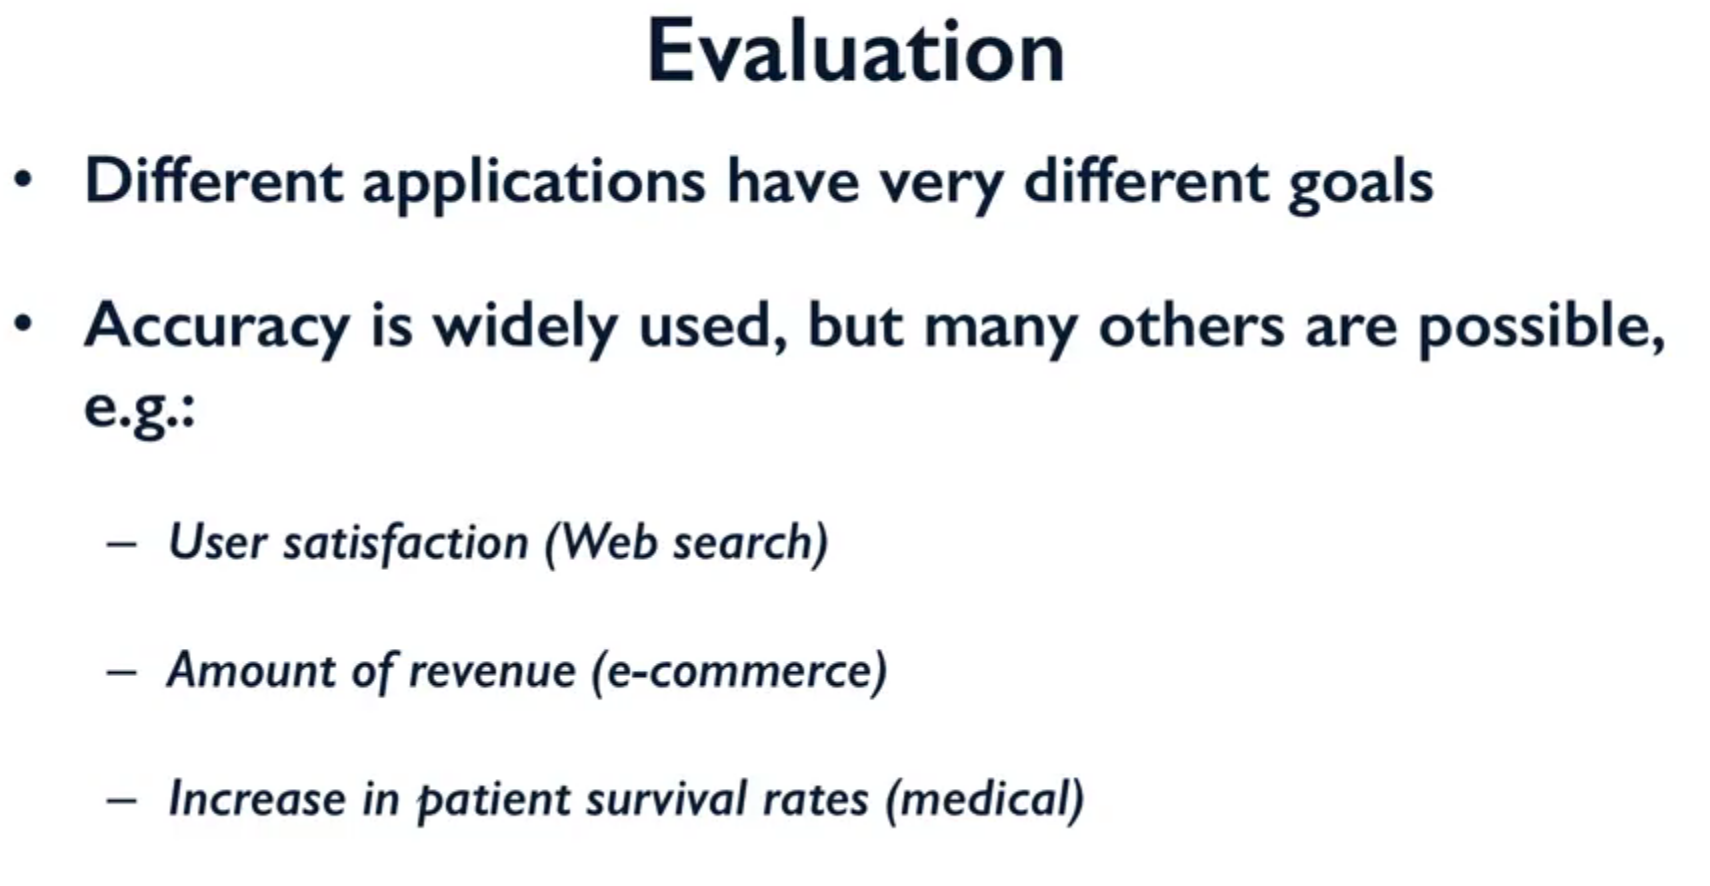 Evaluation
• Different applications have very different goals
• Accuracy is widely used, but many others are possible,
e.g.:
– User satisfaction (Web search)
– Amount of revenue (e-commerce)
– Increase in patient survival rates (medical)